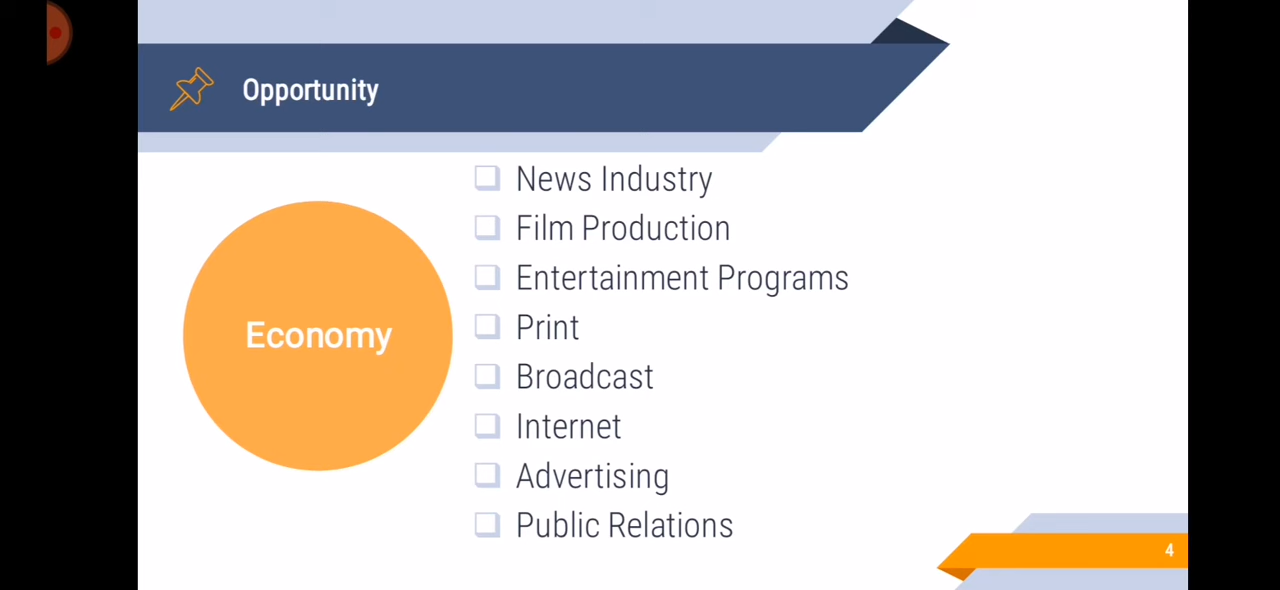 Opportunity
Economy
News Industry
Film Production
Entertainment Programs
Print
Broadcast
Internet
Advertising
Public Relations
4